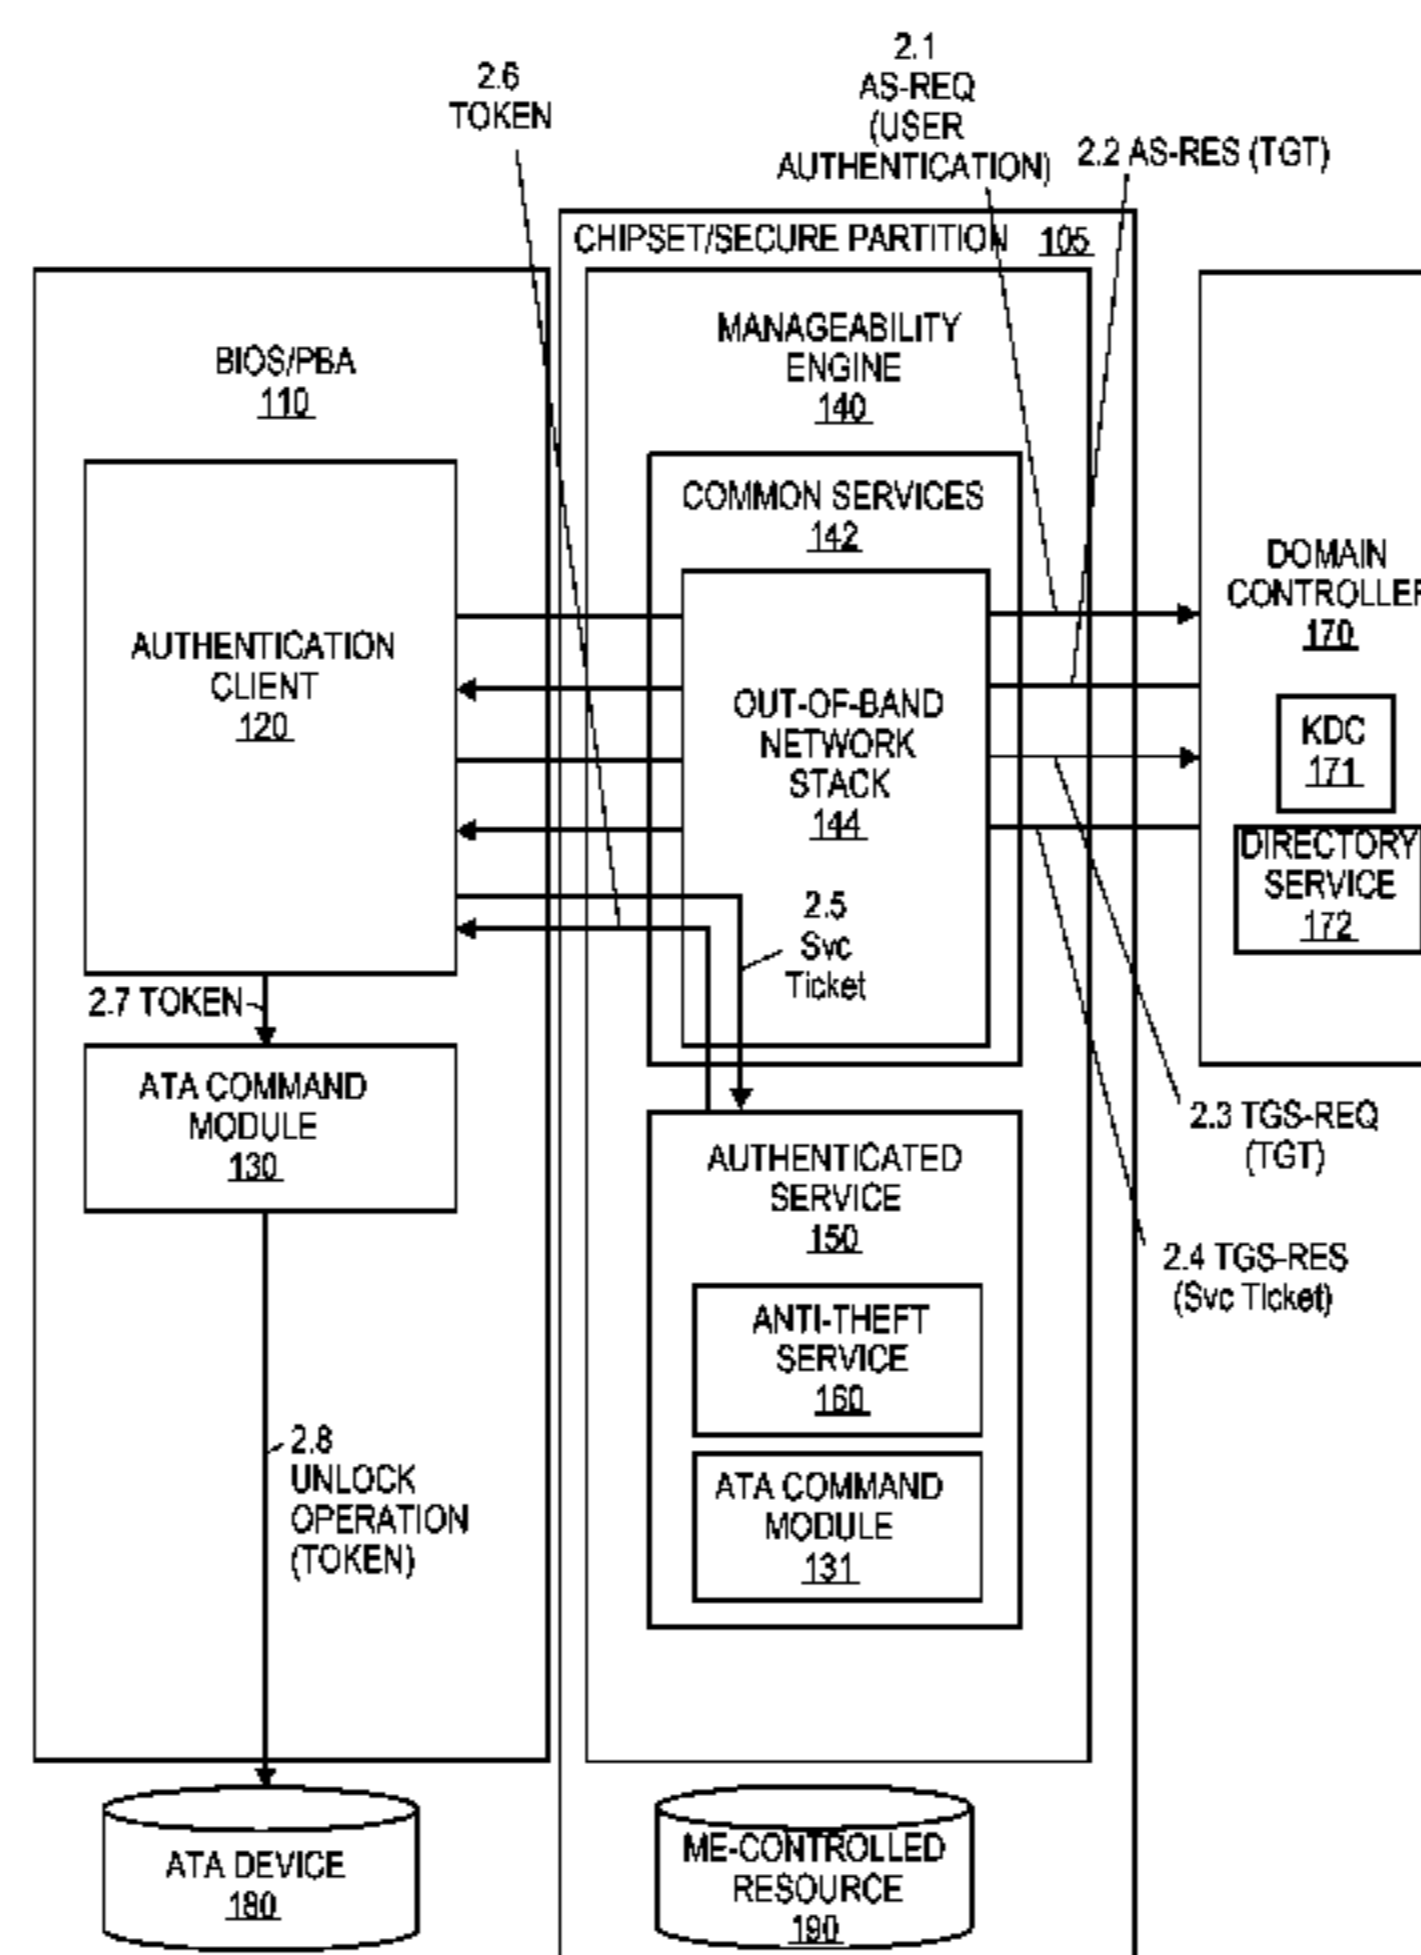 2.1
AS-REQ
(USER
AUTHENTICATION)
2.6
TOKEN
2.2 AS-RES (TGT)
CHIPSET/SECURE PARTITION 105
BIOS/PBA
110
MANAGEABILITY
ENGINE
140
COMMON SERVICES
142
AUTHENTICATION
CLIENT
120
OUT-OF-BAND
NETWORK
STACK
144
DOMAIN
CONTROLLER
170
KDC
171
DIRECTORY
SERVICE
172
2.5
Svc
Ticket
2.7 TOKEN
ATA COMMAND
MODULE
130
2.3 TGS-REQ
(TGT)
2.4 TGS-RES
(Svc Ticket)
AUTHENTICATED
SERVICE
150
ANTI-THEFT
SERVICE
160
ATA COMMAND
MODULE
131
2.8
UNLOCK
OPERATION
(TOKEN)
ATA DEVICE
180
ME-CONTROLLED
RESOURCE
190